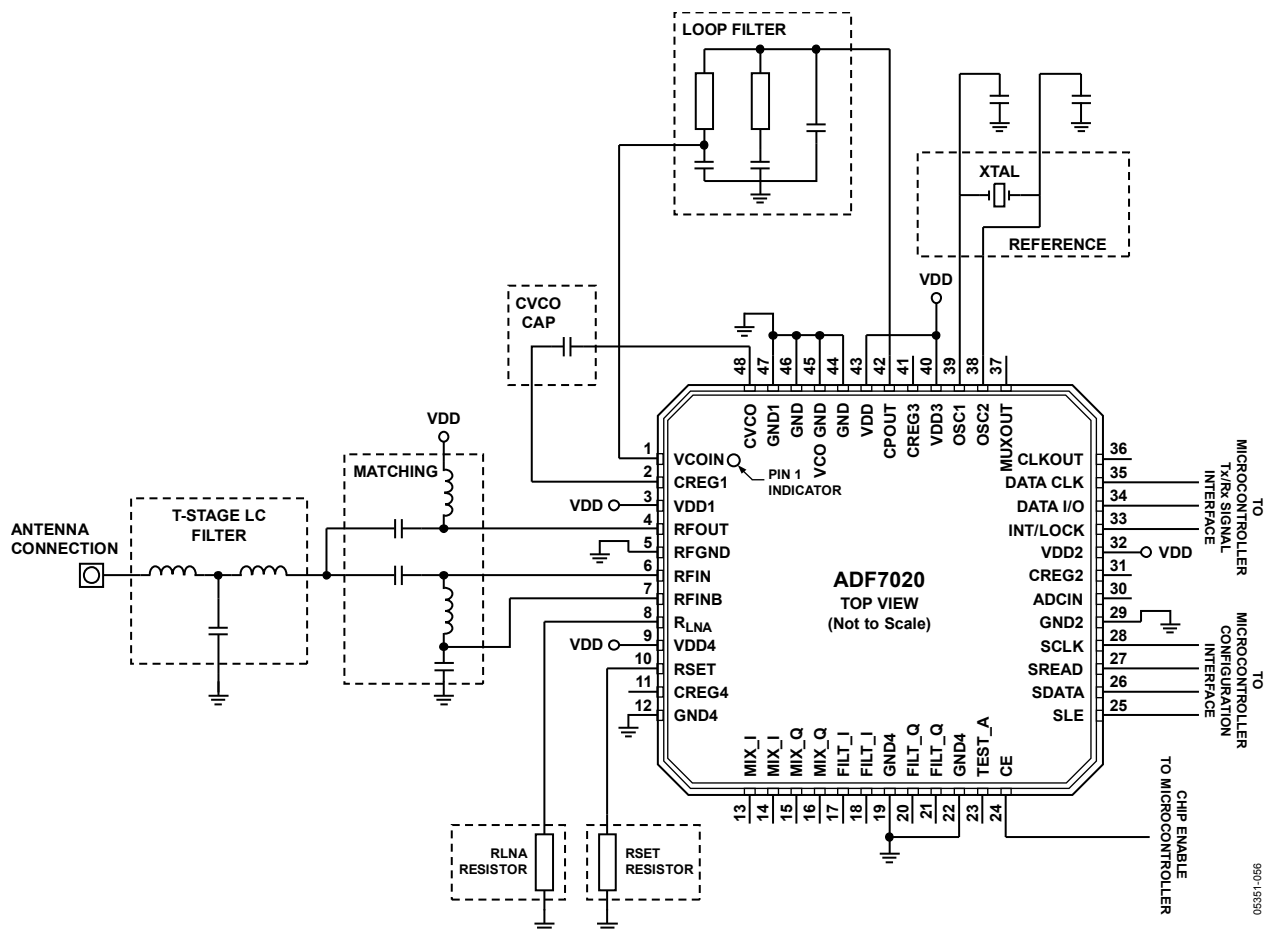 LOOP FILTER
XTAL
REFERENCE
VDD
CVCO
CAP
48
47
46
45
44
43
42
41
40
39
38
37
CVCO
GND1
GND
VCO GND
GND
VDD
CPOUT
CREG3
VDD3
OSC1
OSC2
MUXOUT
VDD
MATCHING
T-STAGE LC
FILTER
ANTENNA
CONNECTION
VDD
VDD
1 VCOIN
2 CREG1
3 VDD1
4 RFOUT
5 RFGND
6 RFIN
7 RFINB
8 RLNA
9 VDD4
10 RSET
11 CREG4
12 GND4
PIN 1
INDICATOR
ADF7020
TOP VIEW
(Not to Scale)
CLKOUT 36
DATA CLK 35
DATA I/O 34
INT/LOCK 33
VDD2 32
VDD
CREG2 31
ADCIN 30
GND2 29
SCLK 28
SREAD 27
SDATA 26
SLE 25
TO
MICROCONTROLLER
Tx/Rx SIGNAL
INTERFACE
TO
MICROCONTROLLER
CONFIGURATION
INTERFACE
MIX_I
MIX_I
MIX_Q
MIX_Q
FILT_I
FILT_I
GND4
FILT_Q
FILT_Q
GND4
TEST_A
CE
13
14
15
16
17
18
19
20
21
22
23
24
CHIP ENABLE
TO MICROCONTROLLER
RLNA
RESISTOR
RSET
RESISTOR
05351-056